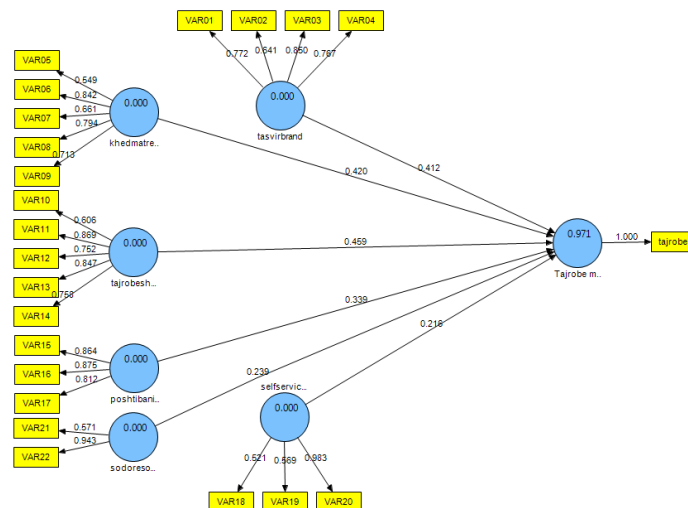 VAR01
VAR02
VAR03
VAR04
0.772
0.641
0.850
0.767
0.000
tasvirbrand
VAR05
VAR06
VAR07
VAR08
VAR09
0.549
0.842
0.661
0.794
0.713
0.000
khedmatre...
0.420
0.412
VAR10
VAR11
VAR12
VAR13
VAR14
0.606
0.869
0.752
0.847
0.758
0.000
tajrobesh...
0.459
0.971
Tajrobe m...
1.000
tajrobe
VAR15
VAR16
VAR17
0.864
0.875
0.812
0.000
poshtibani...
0.339
VAR21
VAR22
0.571
0.943
0.000
sodoreso...
0.239
selfservic...
0.000
0.216
0.521
0.569
0.983
VAR18
VAR19
VAR20